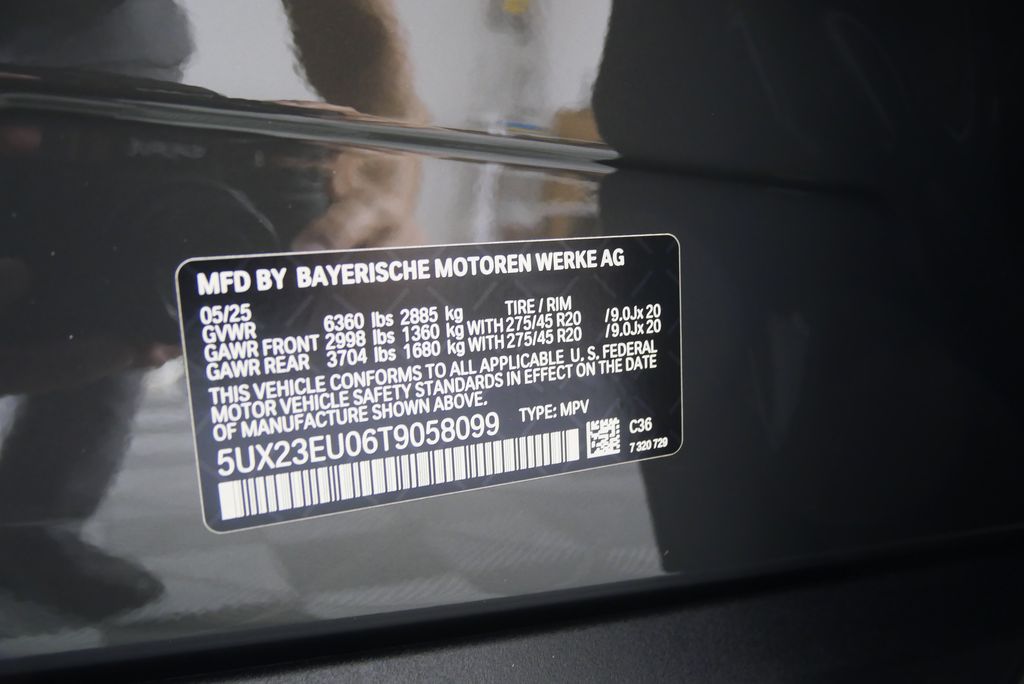 MFD BY BAYERISCHE MOTOREN WERKE AG
05/25 TIRE / RIM
GVWR 6360 lbs 2885 kg
GAWR FRONT 2998 lbs 1360 kg WITH 275/45 R20 / 9.0Jx 20
GAWR REAR 3704 lbs 1680 kg WITH 275/45 R20 / 9.0Jx 20
THIS VEHICLE CONFORMS TO ALL APPLICABLE U.S. FEDERAL
MOTOR VEHICLE SAFETY STANDARDS IN EFFECT ON THE DATE
OF MANUFACTURE SHOWN ABOVE.
5UX23EU06T9058099 TYPE: MPV
C36
7 320 729